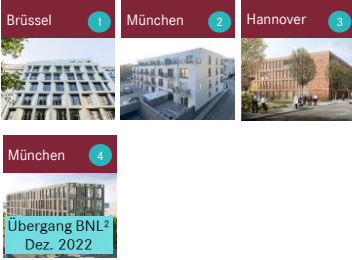 Brüssel 1
München 2
Hannover 3
München 4
Übergang BNL²
Dez. 2022